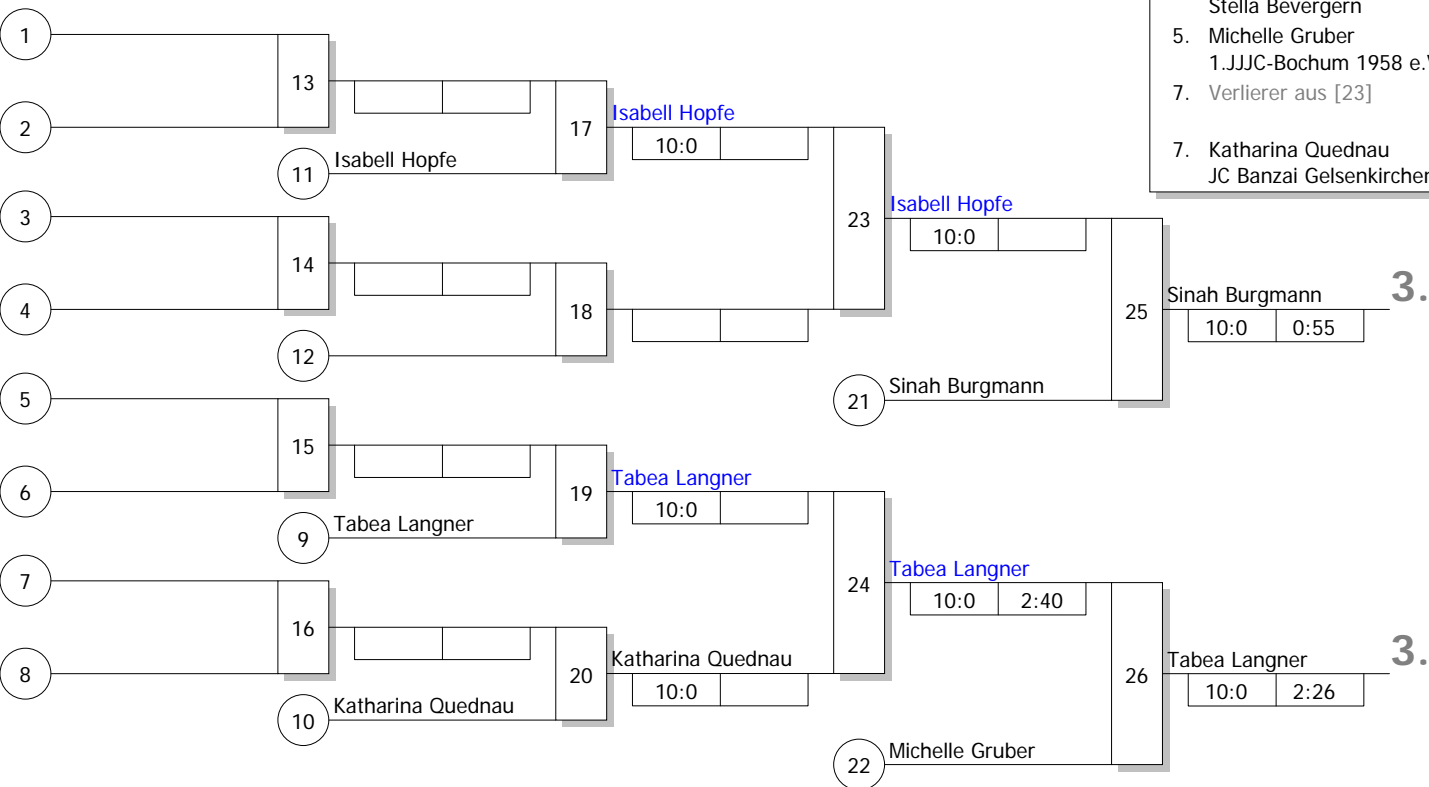 Stella Bevergern
5. Michelle Gruber
1.JJJC-Bochum 1958 e.V
7. Verlierer aus [23]
7. Katharina Quednau
JC Banzai Gelsenkirchen
1
13
2
17
Isabell Hopfe
10:0
11
Isabell Hopfe
3
23
Isabell Hopfe
10:0
14
4
18
12
25
Sinah Burgmann
3.
10:0 0:55
5
21
Sinah Burgmann
15
6
19
Tabea Langner
10:0
9
Tabea Langner
7
24
Tabea Langner
10:0 2:40
16
8
20
Katharina Quednau
10:0
10
Katharina Quednau
26
Tabea Langner
3.
10:0 2:26
22
Michelle Gruber